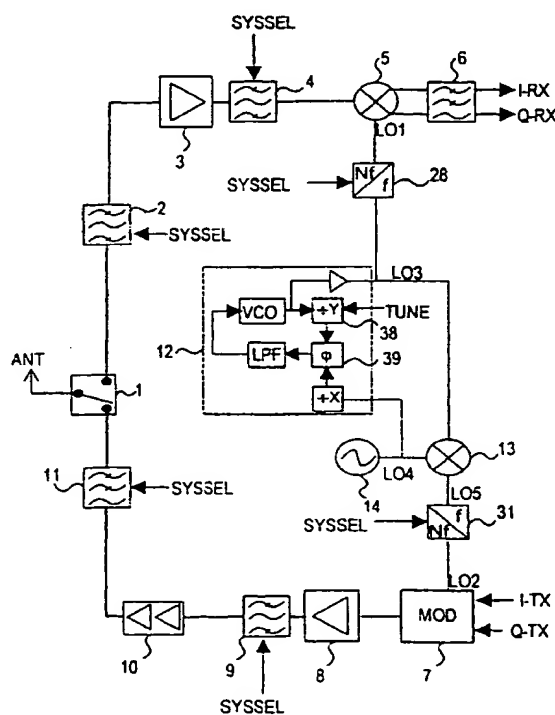 SYSSEL
5
6
4
I-RX
Q-RX
LO1
3
Nf
f
28
SYSSEL
2
SYSSEL
LO3
VCO
÷Y
TUNE
38
12
LPF
φ
39
ANT
÷X
1
13
11
SYSSEL
LO4
14
LO5
SYSSEL
f
Nf
31
LO2
I-TX
MOD
Q-TX
10
9
8
7
SYSSEL